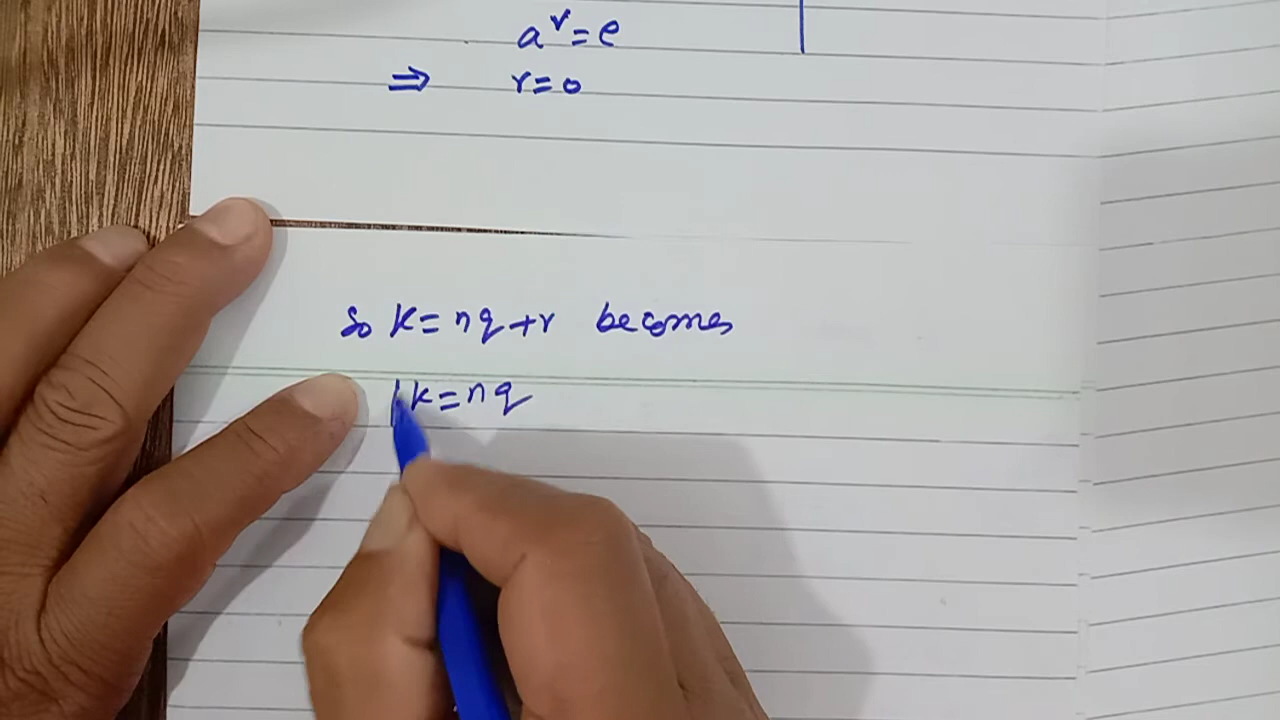 a^r = e
⇒ r = 0
So k = nq + r becomes
k = nq